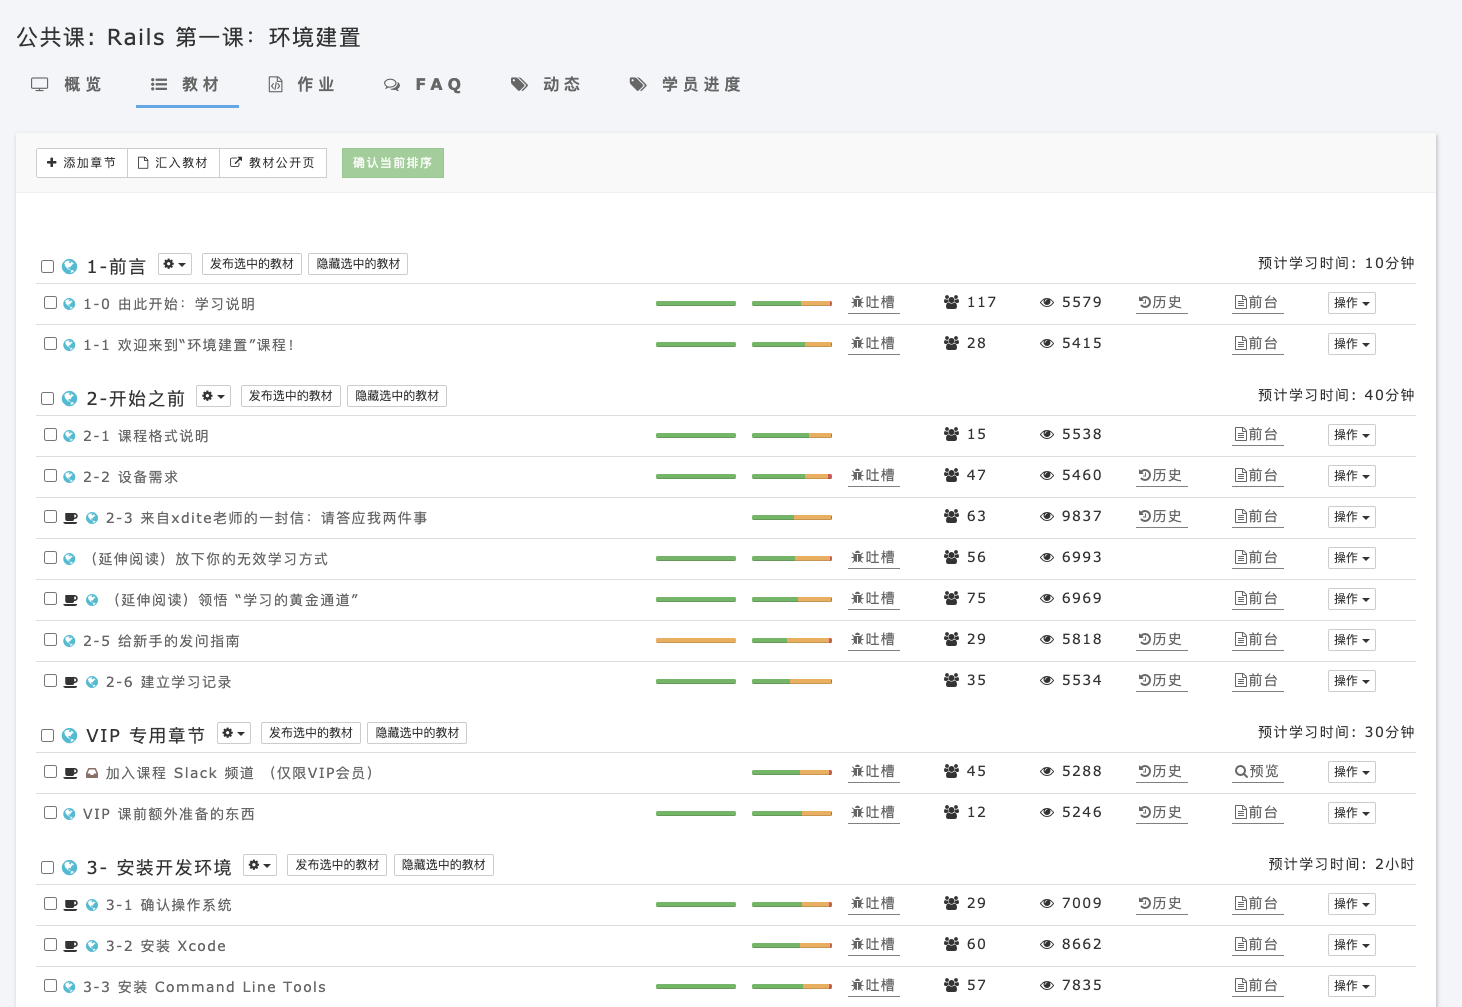 公共课: Rails 第一课：环境建置
概览 教材 作业 FAQ 动态 学员进度
添加章节 汇入教材 教材公开页 确认当前排序
1-前言 发布选中的教材 隐藏选中的教材 预计学习时间：10分钟
1-0 由此开始：学习说明 吐槽 117 5579 历史 前台 操作
1-1 欢迎来到“环境建置”课程！ 吐槽 28 5415 前台 操作
2-开始之前 发布选中的教材 隐藏选中的教材 预计学习时间：40分钟
2-1 课程格式说明 15 5538 前台 操作
2-2 设备需求 吐槽 47 5460 历史 前台 操作
2-3 来自xdite老师的一封信：请答应我两件事 63 9837 历史 前台 操作
（延伸阅读）放下你的无效学习方式 吐槽 56 6993 前台 操作
（延伸阅读）领悟 “学习的黄金通道” 吐槽 75 6969 前台 操作
2-5 给新手的发问指南 吐槽 29 5818 历史 前台 操作
2-6 建立学习记录 35 5534 历史 前台 操作
VIP 专用章节 发布选中的教材 隐藏选中的教材 预计学习时间：30分钟
加入课程 Slack 频道 （仅限VIP会员） 吐槽 45 5288 历史 预览 操作
VIP 课前额外准备的东西 吐槽 12 5246 历史 前台 操作
3- 安装开发环境 发布选中的教材 隐藏选中的教材 预计学习时间：2小时
3-1 确认操作系统 吐槽 29 7009 历史 前台 操作
3-2 安装 Xcode 吐槽 60 8662 前台 操作
3-3 安装 Command Line Tools 吐槽 57 7835 前台 操作